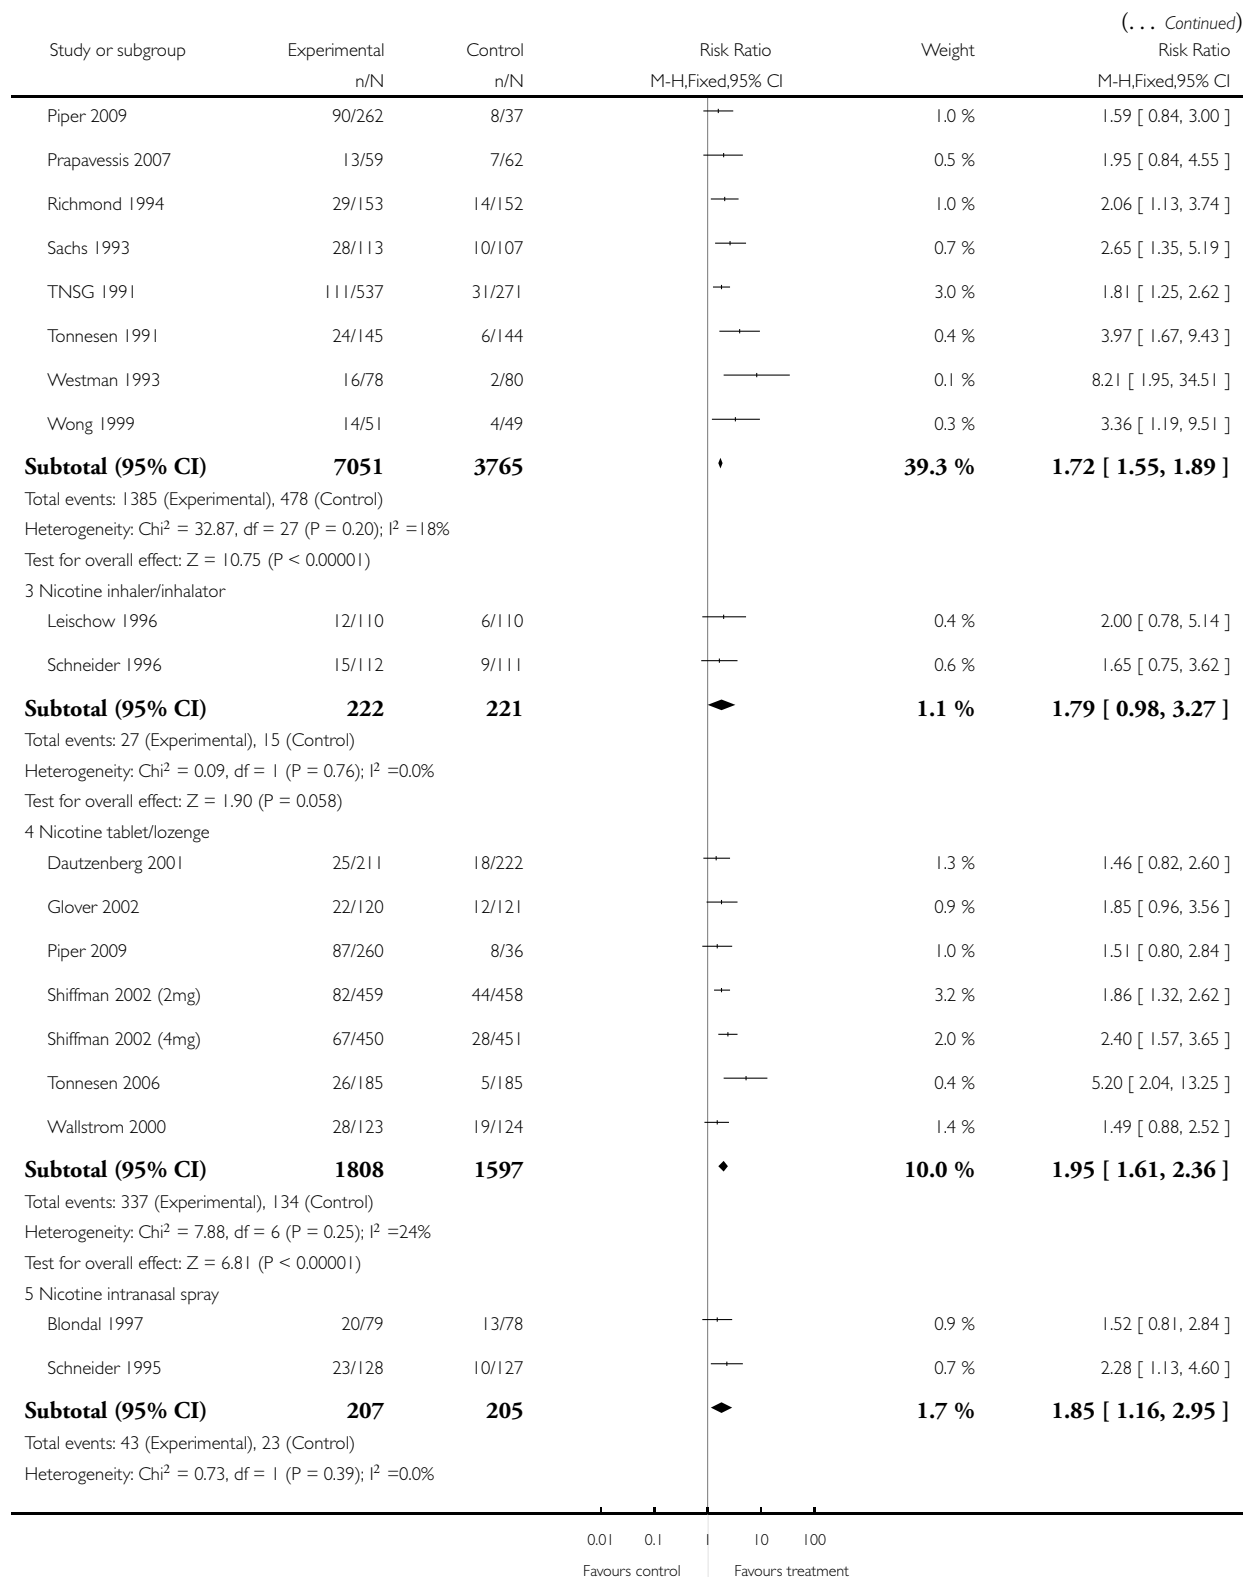 (... Continued)
Study or subgroup Experimental Control Risk Ratio Weight Risk Ratio
n/N n/N M-H,Fixed,95% CI M-H,Fixed,95% CI
Piper 2009 90/262 8/37 1.0 % 1.59 [ 0.84, 3.00 ]
Prapavessis 2007 13/59 7/62 0.5 % 1.95 [ 0.84, 4.55 ]
Richmond 1994 29/153 14/152 1.0 % 2.06 [ 1.13, 3.74 ]
Sachs 1993 28/113 10/107 0.7 % 2.65 [ 1.35, 5.19 ]
TNSG 1991 111/537 31/271 3.0 % 1.81 [ 1.25, 2.62 ]
Tonnesen 1991 24/145 6/144 0.4 % 3.97 [ 1.67, 9.43 ]
Westman 1993 16/78 2/80 0.1 % 8.21 [ 1.95, 34.51 ]
Wong 1999 14/51 4/49 0.3 % 3.36 [ 1.19, 9.51 ]
Subtotal (95% CI) 7051 3765 39.3 % 1.72 [ 1.55, 1.89 ]
Total events: 1385 (Experimental), 478 (Control)
Heterogeneity: Chi² = 32.87, df = 27 (P = 0.20); I² =18%
Test for overall effect: Z = 10.75 (P < 0.00001)
3 Nicotine inhaler/inhalator
Leischow 1996 12/110 6/110 0.4 % 2.00 [ 0.78, 5.14 ]
Schneider 1996 15/112 9/111 0.6 % 1.65 [ 0.75, 3.62 ]
Subtotal (95% CI) 222 221 1.1 % 1.79 [ 0.98, 3.27 ]
Total events: 27 (Experimental), 15 (Control)
Heterogeneity: Chi² = 0.09, df = 1 (P = 0.76); I² =0.0%
Test for overall effect: Z = 1.90 (P = 0.058)
4 Nicotine tablet/lozenge
Dautzenberg 2001 25/211 18/222 1.3 % 1.46 [ 0.82, 2.60 ]
Glover 2002 22/120 12/121 0.9 % 1.85 [ 0.96, 3.56 ]
Piper 2009 87/260 8/36 1.0 % 1.51 [ 0.80, 2.84 ]
Shiffman 2002 (2mg) 82/459 44/458 3.2 % 1.86 [ 1.32, 2.62 ]
Shiffman 2002 (4mg) 67/450 28/451 2.0 % 2.40 [ 1.57, 3.65 ]
Tonnesen 2006 26/185 5/185 0.4 % 5.20 [ 2.04, 13.25 ]
Wallstrom 2000 28/123 19/124 1.4 % 1.49 [ 0.88, 2.52 ]
Subtotal (95% CI) 1808 1597 10.0 % 1.95 [ 1.61, 2.36 ]
Total events: 337 (Experimental), 134 (Control)
Heterogeneity: Chi² = 7.88, df = 6 (P = 0.25); I² =24%
Test for overall effect: Z = 6.81 (P < 0.00001)
5 Nicotine intranasal spray
Blondal 1997 20/79 13/78 0.9 % 1.52 [ 0.81, 2.84 ]
Schneider 1995 23/128 10/127 0.7 % 2.28 [ 1.13, 4.60 ]
Subtotal (95% CI) 207 205 1.7 % 1.85 [ 1.16, 2.95 ]
Total events: 43 (Experimental), 23 (Control)
Heterogeneity: Chi² = 0.73, df = 1 (P = 0.39); I² =0.0%
0.01 0.1 1 10 100
Favours control Favours treatment